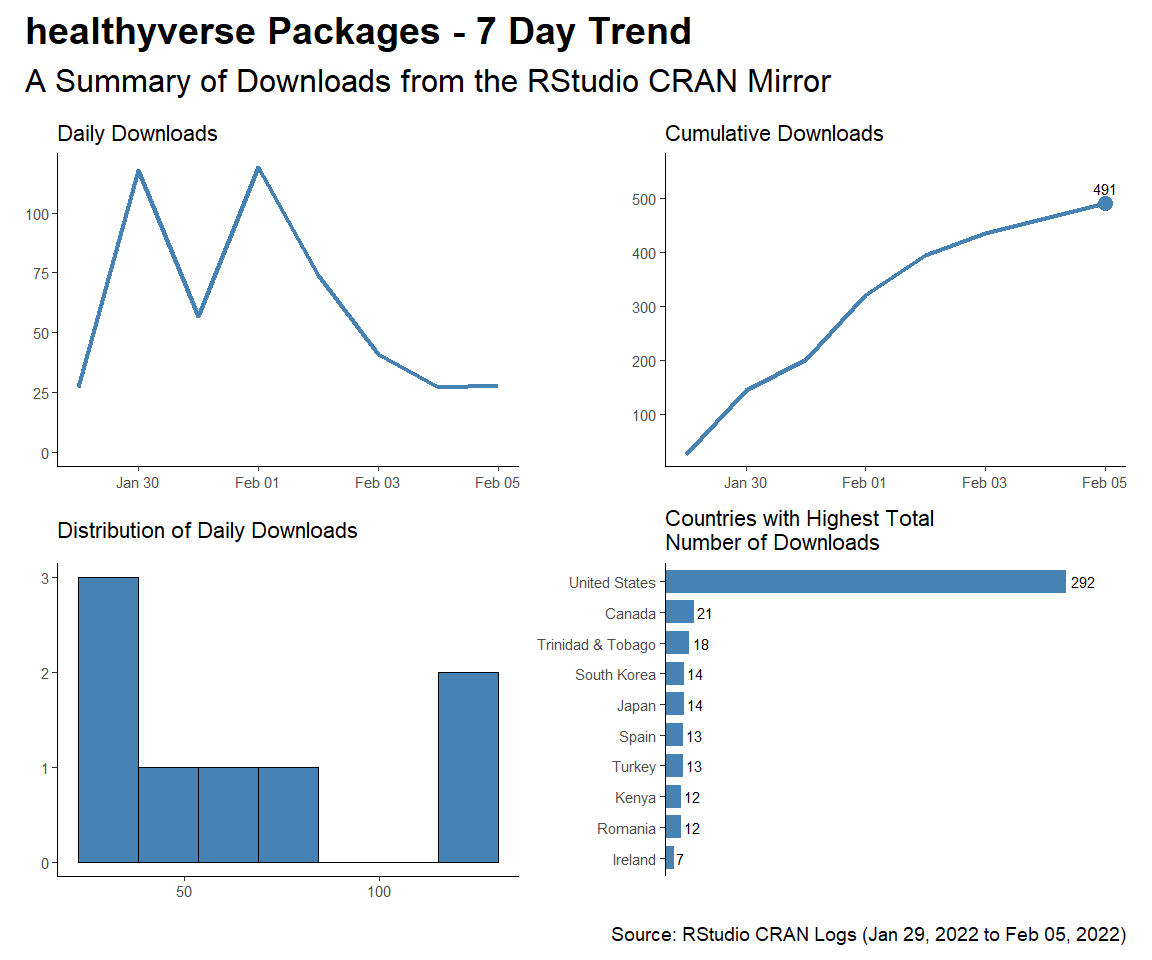 healthyverse Packages - 7 Day Trend
A Summary of Downloads from the RStudio CRAN Mirror
Daily Downloads
100
75
50
25
0
Jan 30 Feb 01 Feb 03 Feb 05
Cumulative Downloads
491
500
400
300
200
100
Jan 30 Feb 01 Feb 03 Feb 05
Distribution of Daily Downloads
3
2
1
0
50 100
Countries with Highest Total
Number of Downloads
United States 292
Canada 21
Trinidad & Tobago 18
South Korea 14
Japan 14
Spain 13
Turkey 13
Kenya 12
Romania 12
Ireland 7
Source: RStudio CRAN Logs (Jan 29, 2022 to Feb 05, 2022)